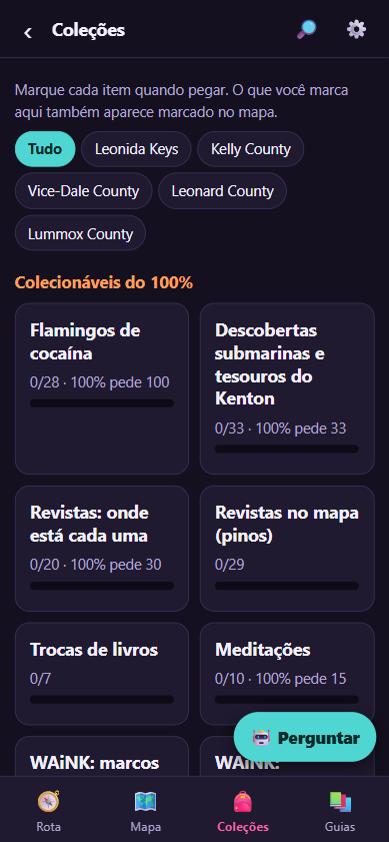 ‹ Coleções
Marque cada item quando pegar. O que você marca
aqui também aparece marcado no mapa.
Tudo
Leonida Keys
Kelly County
Vice-Dale County
Leonard County
Lummox County
Colecionáveis do 100%
Flamingos de
cocaína
0/28 · 100% pede 100
Descobertas
submarinas e
tesouros do
Kenton
0/33 · 100% pede 33
Revistas: onde
está cada uma
0/20 · 100% pede 30
Revistas no mapa
(pinos)
0/29
Trocas de livros
0/7
Meditações
0/10 · 100% pede 15
WAiNK: marcos
WAiNK:
Perguntar
Rota
Mapa
Coleções
Guias